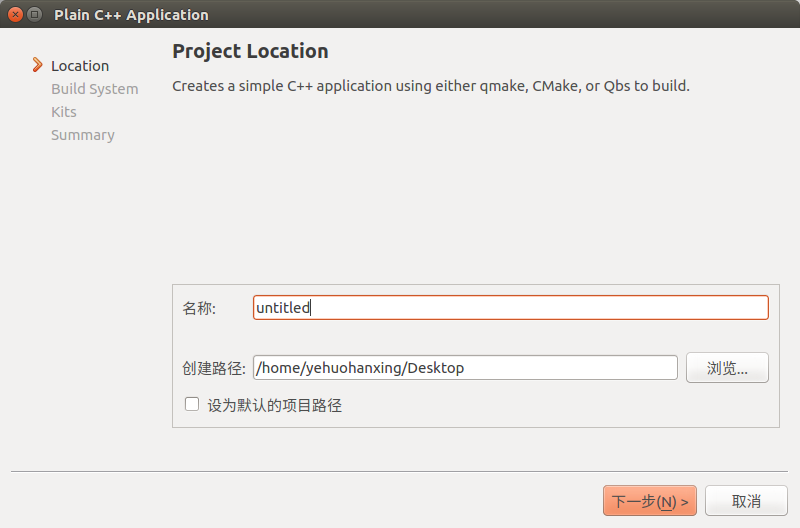 Plain C++ Application
Location
Build System
Kits
Summary
Project Location
Creates a simple C++ application using either qmake, CMake, or Qbs to build.
名称: untitled
创建路径: /home/yehuohanxing/Desktop 浏览...
设为默认的项目路径
下一步(N) > 取消